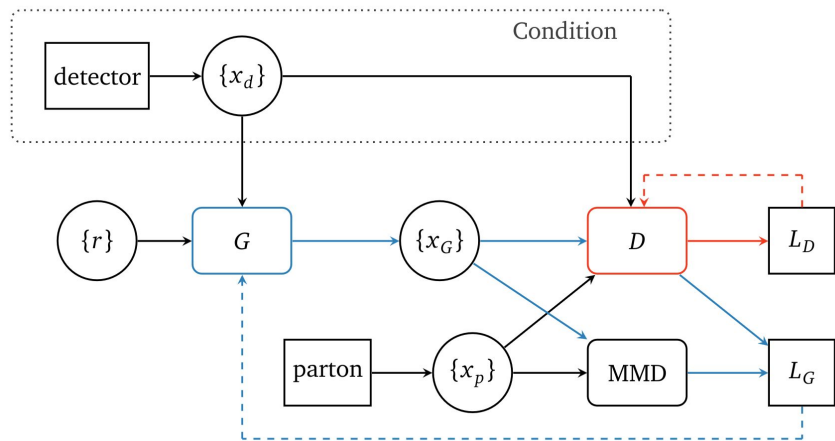 Condition
detector
{x_d}
{r}
G
{x_G}
D
L_D
parton
{x_p}
MMD
L_G